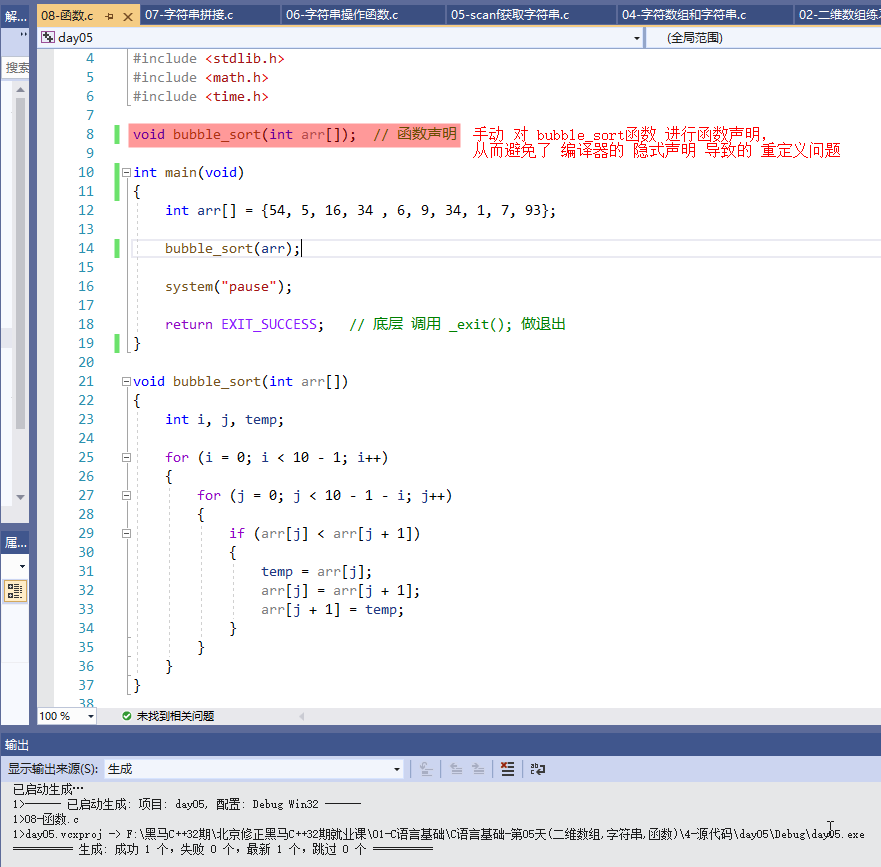 解...
08-函数.c
07-字符串拼接.c
06-字符串操作函数.c
05-scanf获取字符串.c
04-字符数组和字符串.c
02-二维数组练
day05
(全局范围)
搜索
4 #include <stdlib.h>
5 #include <math.h>
6 #include <time.h>
7
8 void bubble_sort(int arr[]); // 函数声明
手动 对 bubble_sort函数 进行函数声明,
从而避免了 编译器的 隐式声明 导致的 重定义问题
9
10 int main(void)
11 {
12 int arr[] = {54, 5, 16, 34 , 6, 9, 34, 1, 7, 93};
13
14 bubble_sort(arr);
15
16 system("pause");
17
18 return EXIT_SUCCESS; // 底层 调用 _exit(); 做退出
19 }
20
21 void bubble_sort(int arr[])
22 {
23 int i, j, temp;
24
25 for (i = 0; i < 10 - 1; i++)
26 {
27 for (j = 0; j < 10 - 1 - i; j++)
28 {
29 if (arr[j] < arr[j + 1])
30 {
31 temp = arr[j];
32 arr[j] = arr[j + 1];
33 arr[j + 1] = temp;
34 }
35 }
36 }
37 }
38
属...
100 %
未找到相关问题
输出
显示输出来源(S): 生成
已启动生成…
1>------ 已启动生成: 项目: day05, 配置: Debug Win32 ------
1>08-函数.c
1>day05.vcxproj -> F:\黑马C++32期\北京修正黑马C++32期就业课\01-C语言基础\C语言基础-第05天(二维数组,字符串,函数)\4-源代码\day05\Debug\day05.exe
========== 生成: 成功 1 个，失败 0 个，最新 1 个，跳过 0 个 ==========